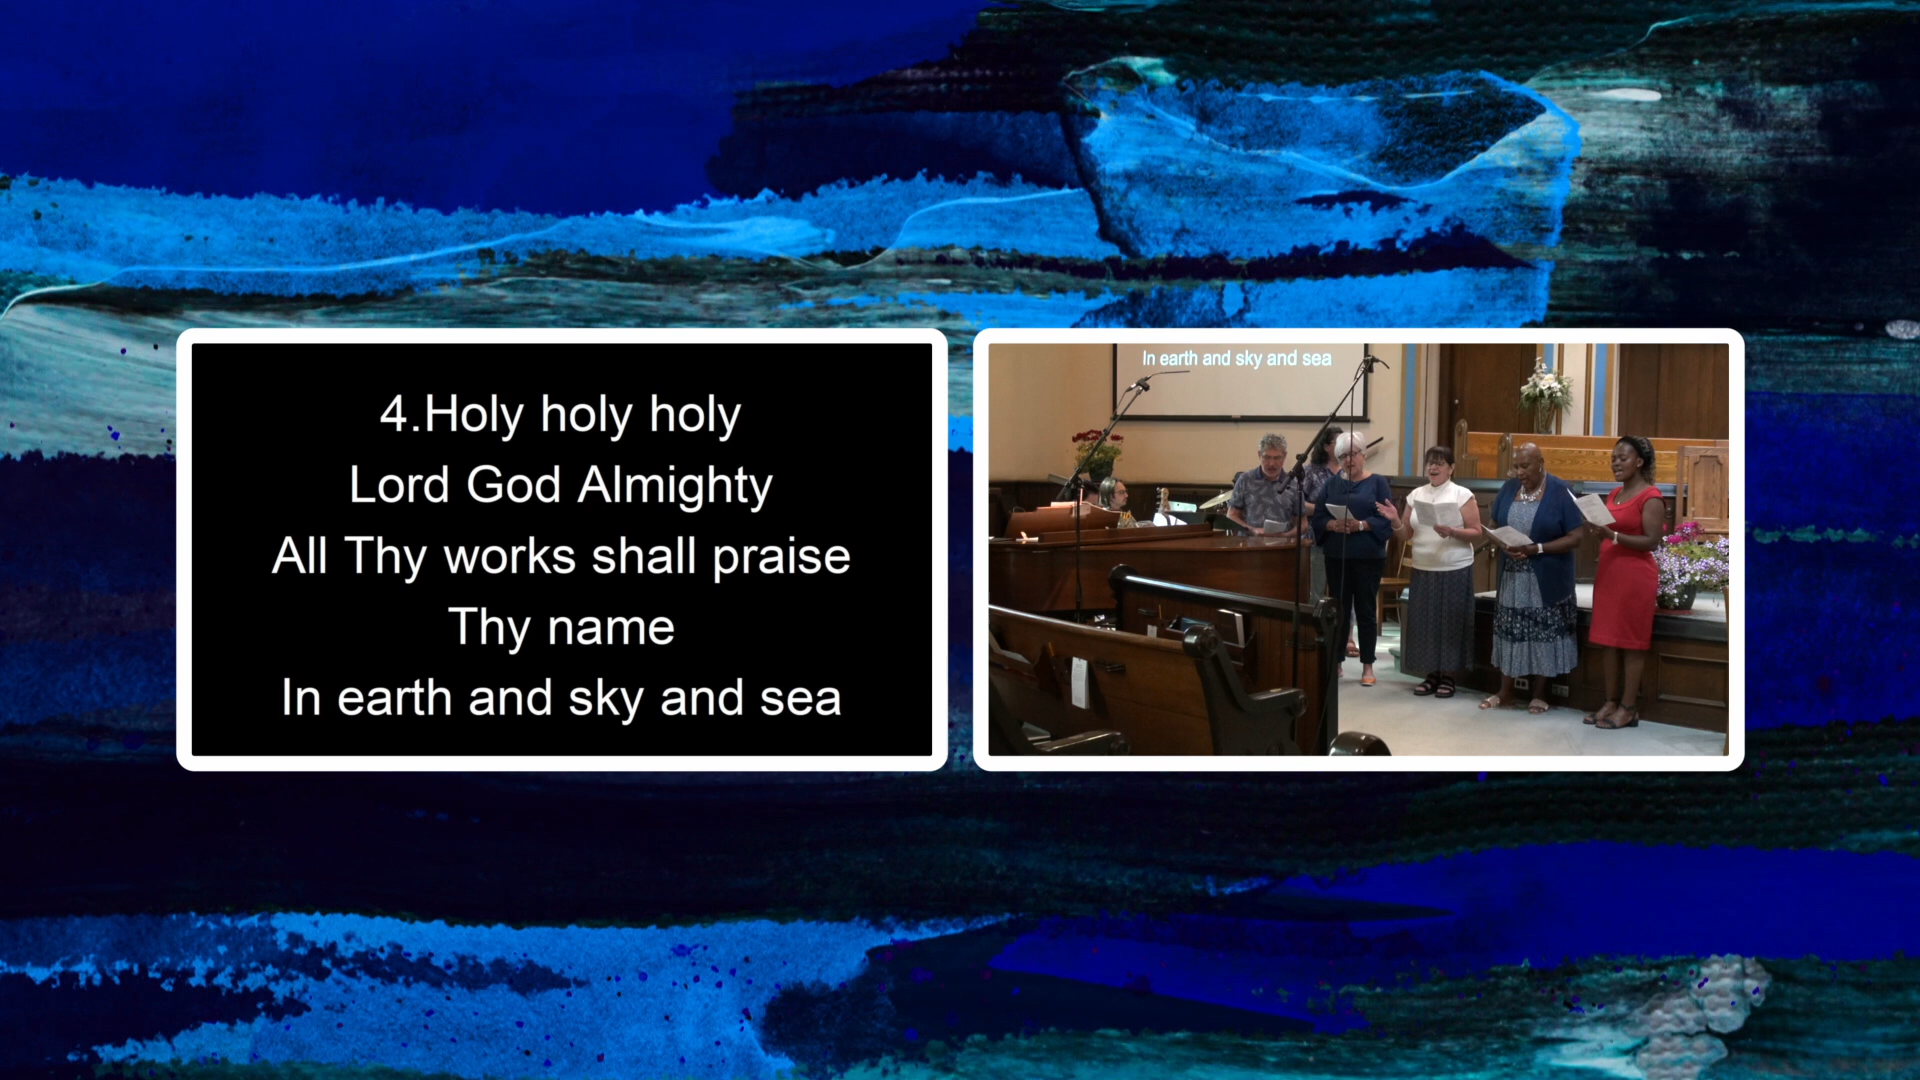 4.Holy holy holy
Lord God Almighty
All Thy works shall praise
Thy name
In earth and sky and sea
In earth and sky and sea